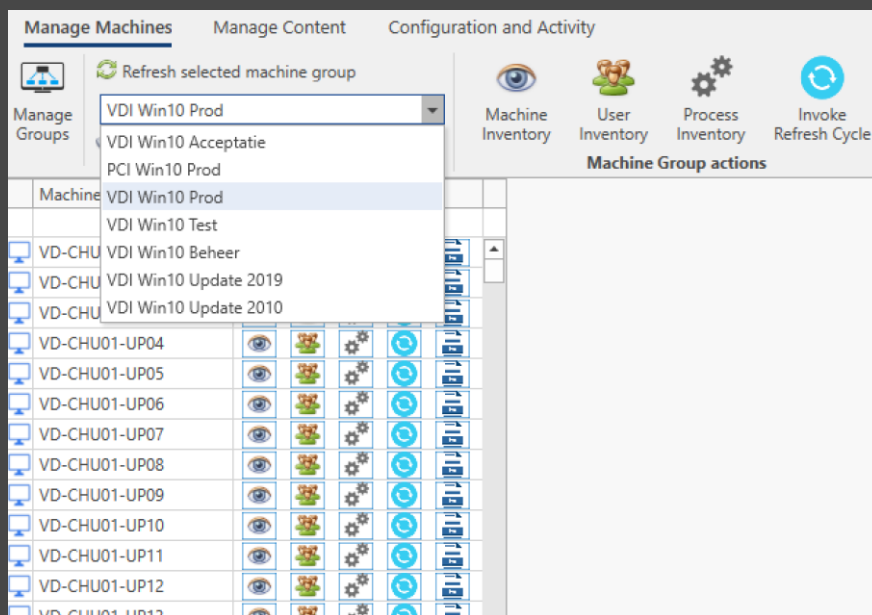 Manage Machines Manage Content Configuration and Activity
Refresh selected machine group
Manage
Groups
VDI Win10 Prod
Machine
Inventory
User
Inventory
Process
Inventory
Invoke
Refresh Cycle
Machine Group actions
VDI Win10 Acceptatie
PCI Win10 Prod
VDI Win10 Prod
VDI Win10 Test
VDI Win10 Beheer
VDI Win10 Update 2019
VDI Win10 Update 2010
Machine
VD-CHU
VD-CHU
VD-CHU
VD-CHU01-UP04
VD-CHU01-UP05
VD-CHU01-UP06
VD-CHU01-UP07
VD-CHU01-UP08
VD-CHU01-UP09
VD-CHU01-UP10
VD-CHU01-UP11
VD-CHU01-UP12
VD-CHU01-UP13